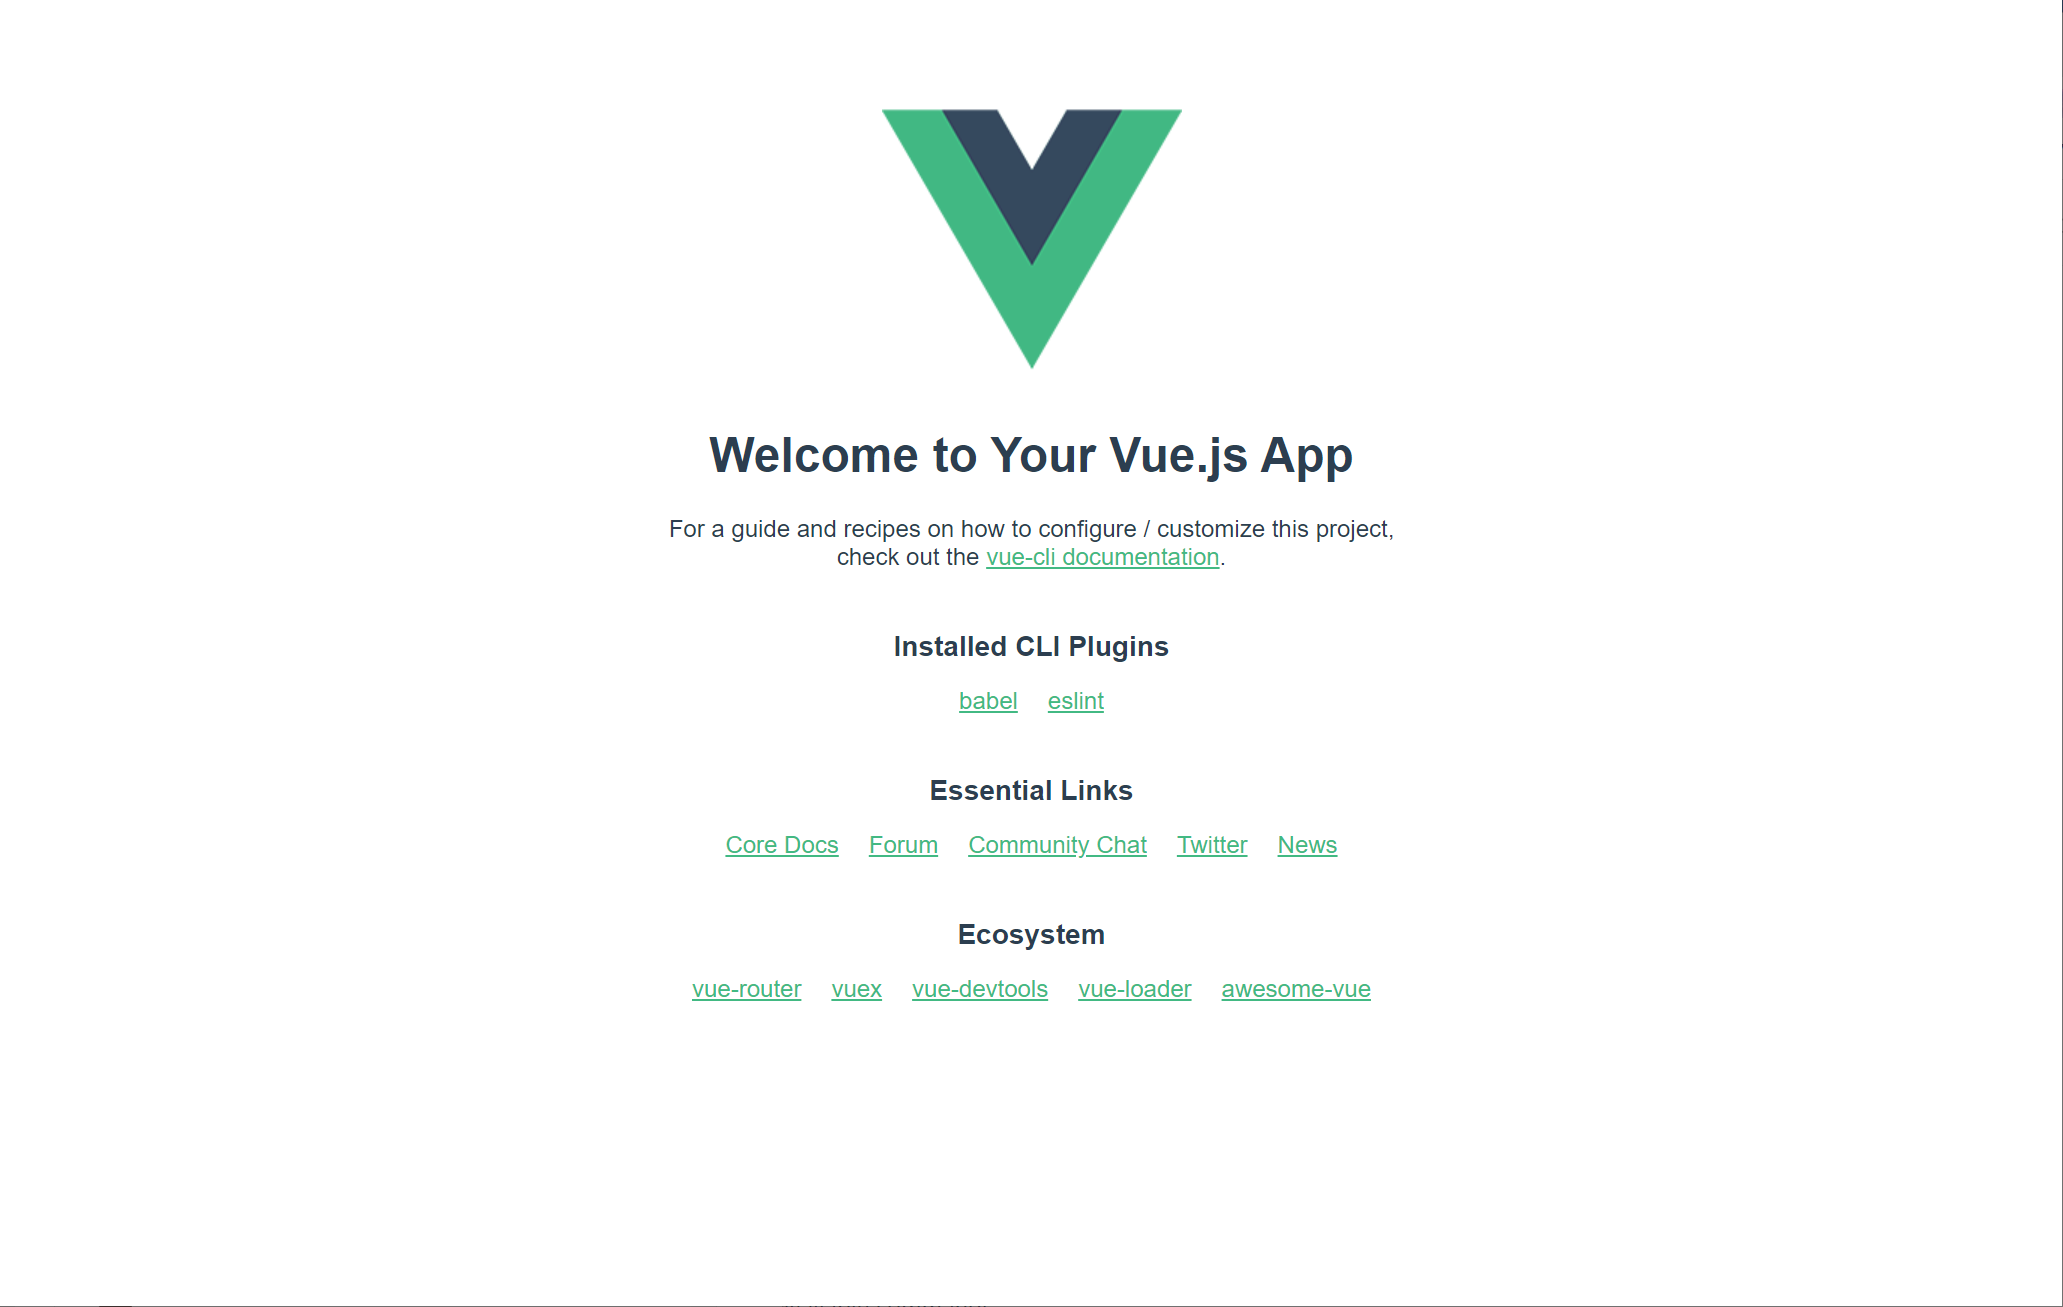 Welcome to Your Vue.js App
For a guide and recipes on how to configure / customize this project,
check out the vue-cli documentation.
Installed CLI Plugins
babel eslint
Essential Links
Core Docs Forum Community Chat Twitter News
Ecosystem
vue-router vuex vue-devtools vue-loader awesome-vue